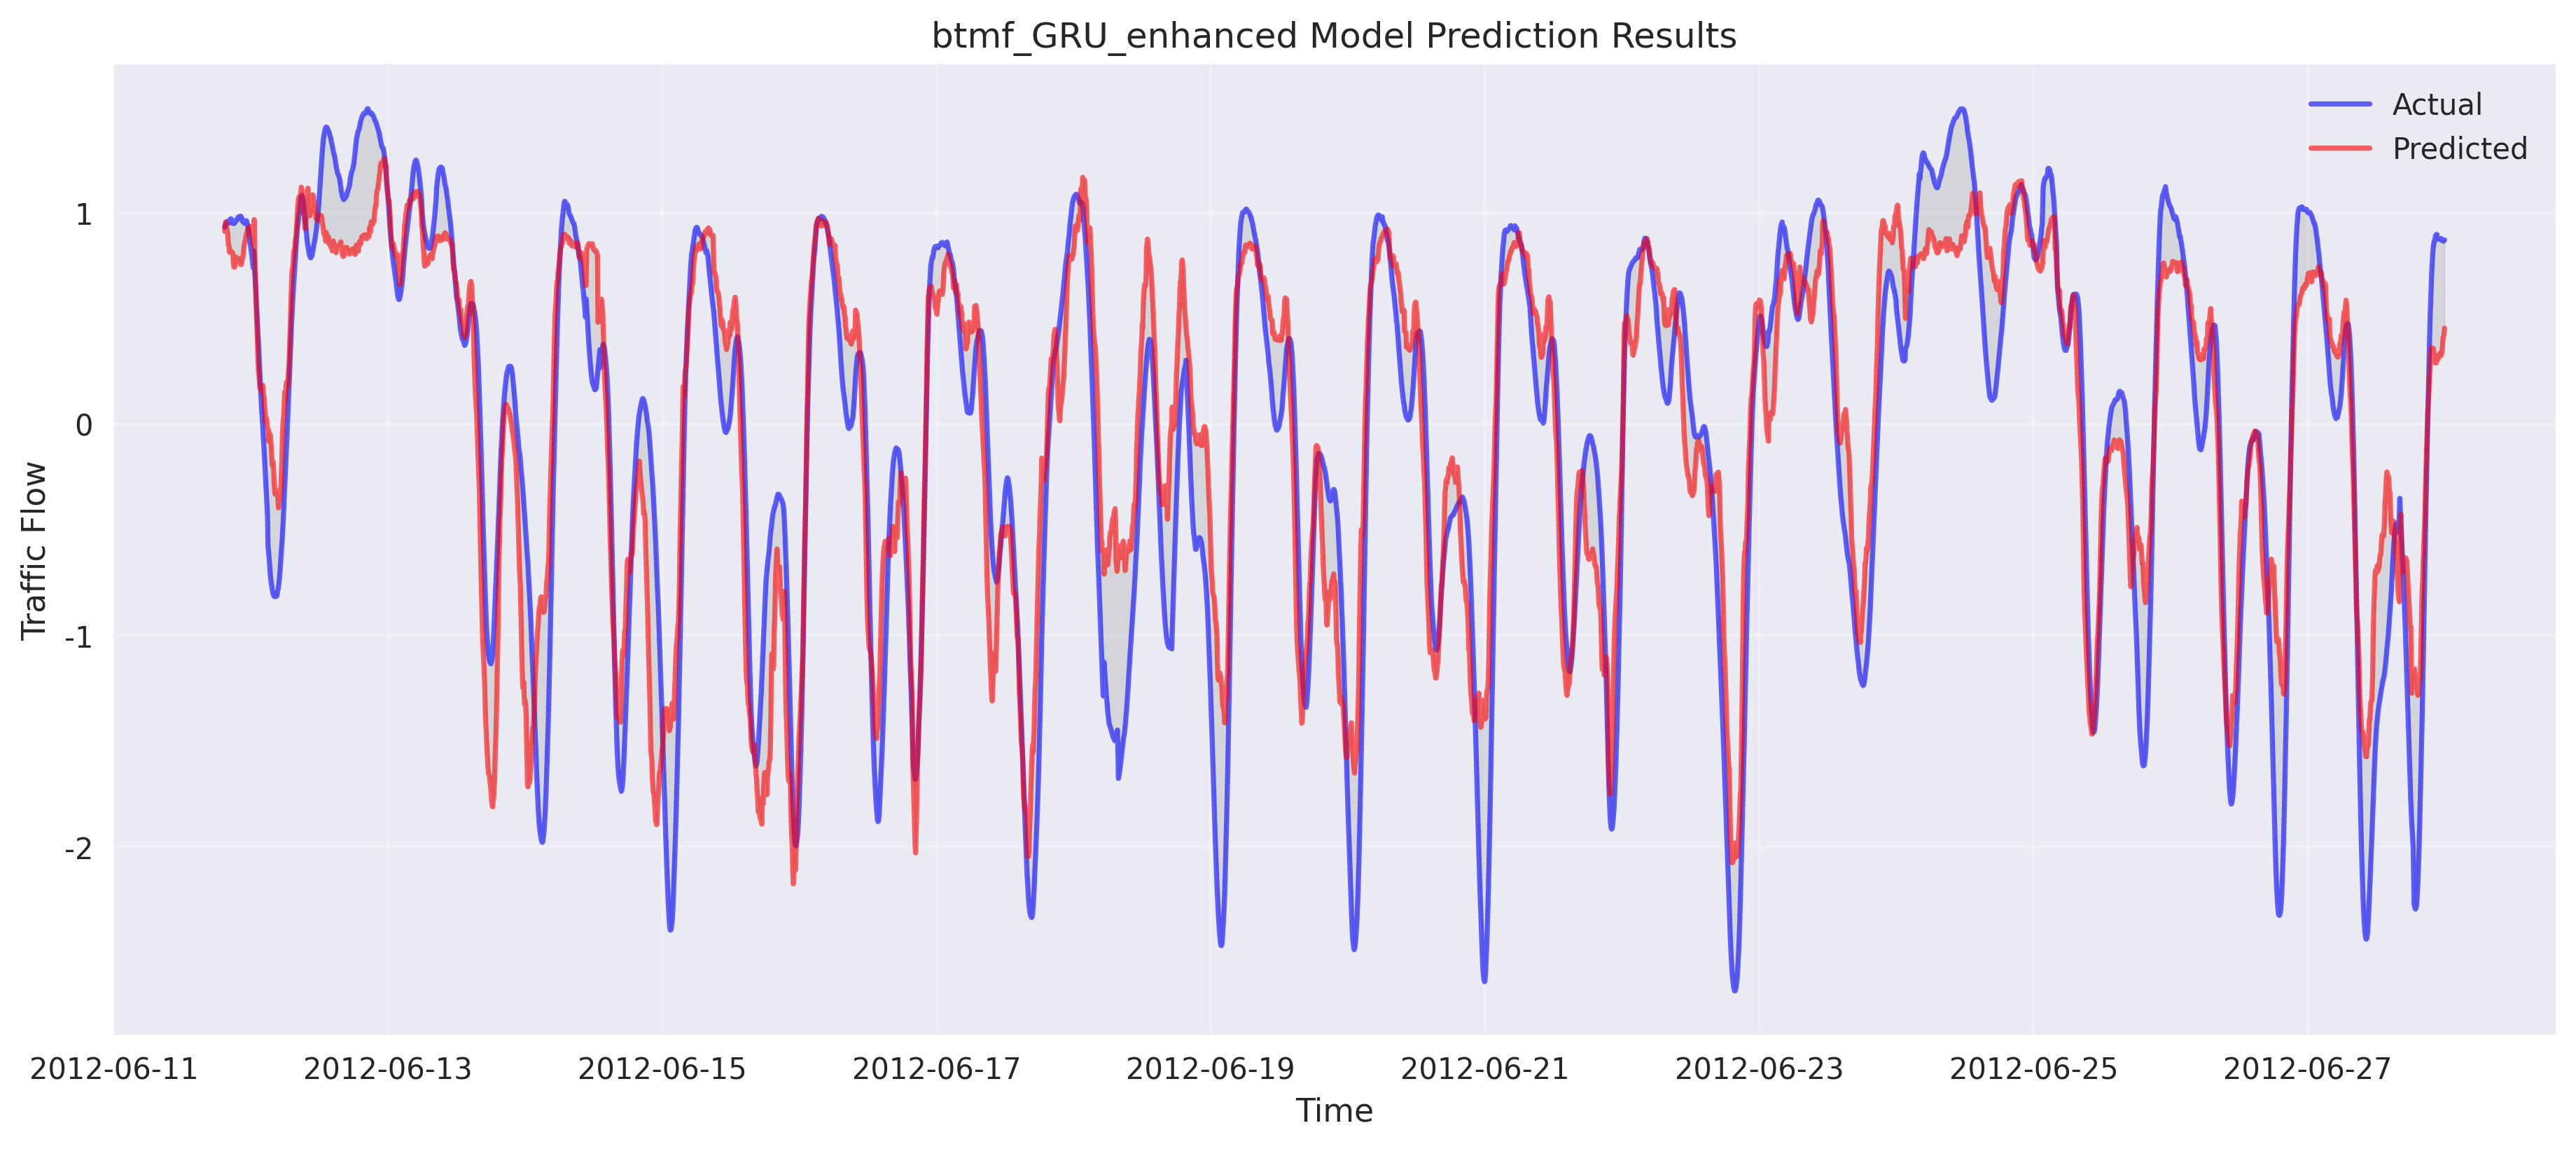 btmf_GRU_enhanced Model Prediction Results
Actual
Predicted
Traffic Flow
1
0
-1
-2
2012-06-11
2012-06-13
2012-06-15
2012-06-17
2012-06-19
2012-06-21
2012-06-23
2012-06-25
2012-06-27
Time